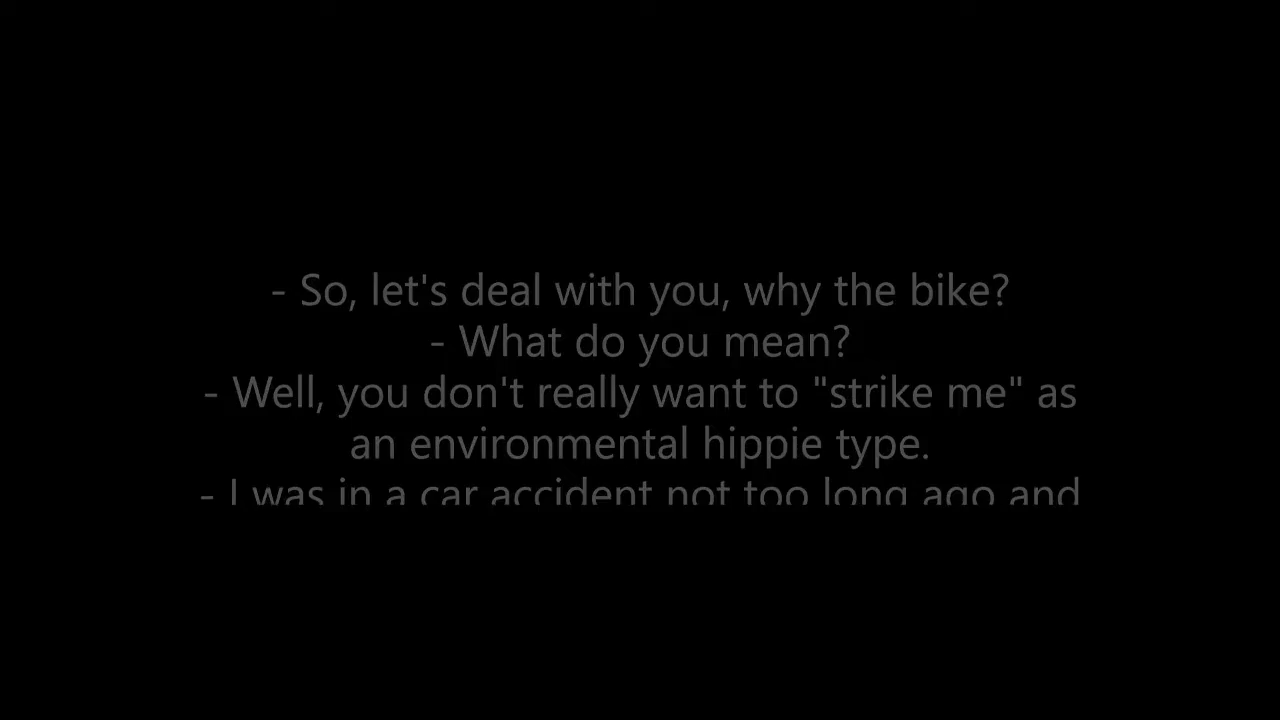 - So, let's deal with you, why the bike?
- What do you mean?
- Well, you don't really want to "strike me" as
an environmental hippie type.
- I was in a car accident not too long ago and